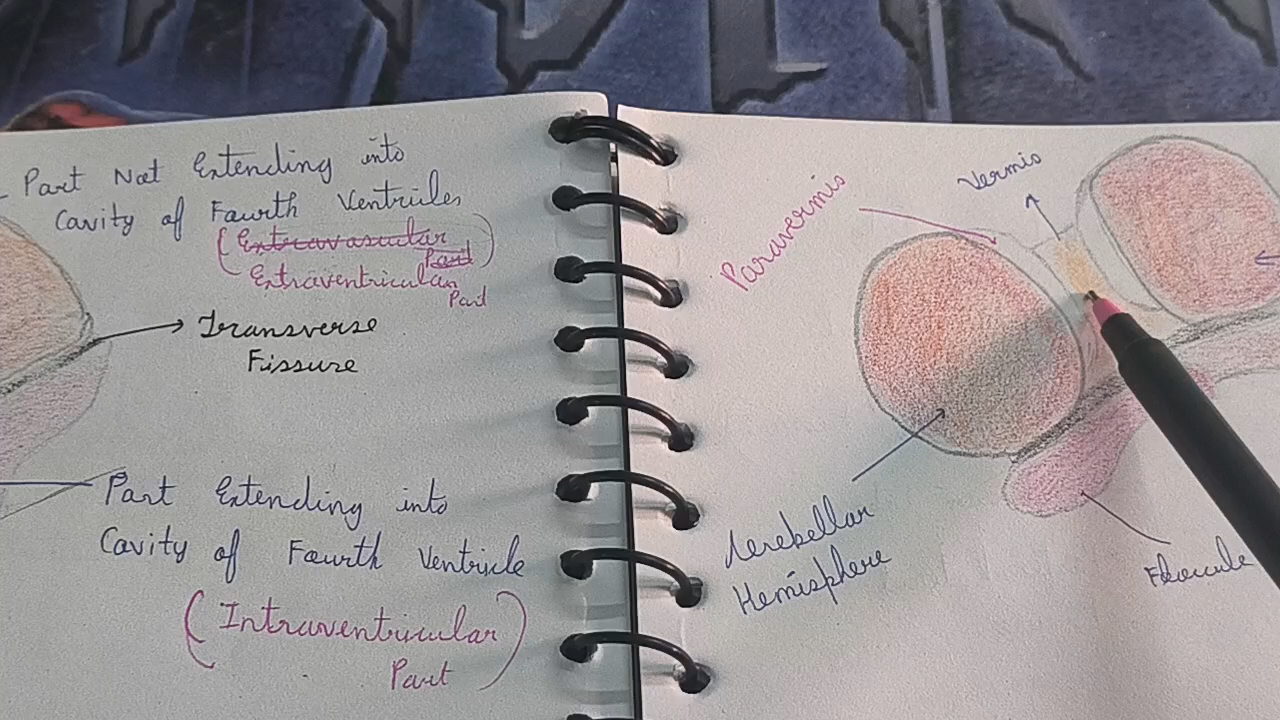 Part Not Extending into
Cavity of Fourth Ventricles
(Extravascular Part)
Extraventricular
Part
Transverse
Fissure
Part Extending into
Cavity of Fourth Ventricle
(Intraventricular
Part)
Paravermis
Vermis
Cerebellar
Hemisphere
Floccule